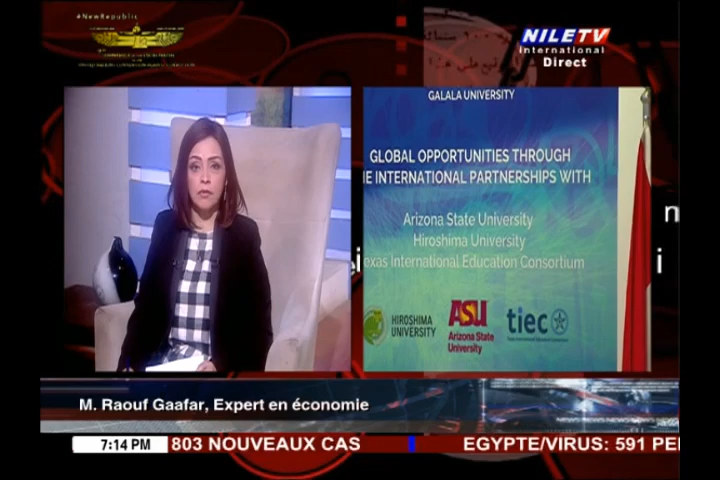 #NewRepublic
NILETV
International
Direct
GALALA UNIVERSITY
GLOBAL OPPORTUNITIES THROUGH
E INTERNATIONAL PARTNERSHIPS WITH
Arizona State University
Hiroshima University
exas International Education Consortium
HIROSHIMA
UNIVERSITY
ASU
Arizona State
University
tiec
M. Raouf Gaafar, Expert en économie
7:14 PM 803 NOUVEAUX CAS EGYPTE/VIRUS: 591 PE